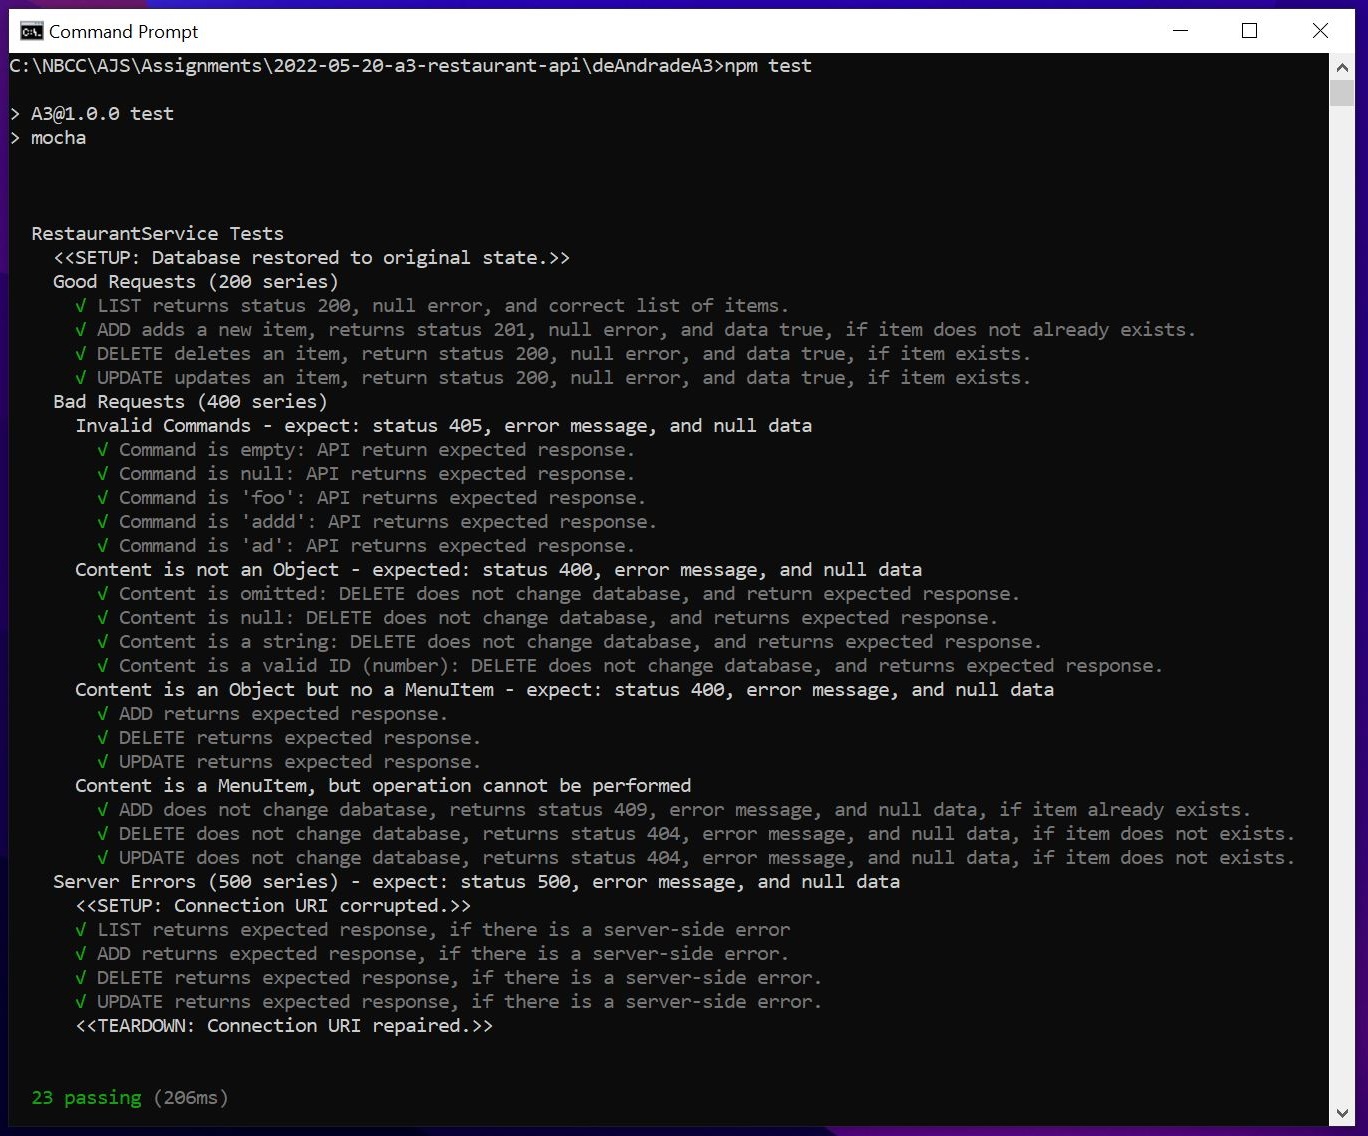 Command Prompt
C:\NBCC\AJS\Assignments\2022-05-20-a3-restaurant-api\deAndradeA3>npm test
> A3@1.0.0 test
> mocha
RestaurantService Tests
<<SETUP: Database restored to original state.>>
Good Requests (200 series)
√ LIST returns status 200, null error, and correct list of items.
√ ADD adds a new item, returns status 201, null error, and data true, if item does not already exists.
√ DELETE deletes an item, return status 200, null error, and data true, if item exists.
√ UPDATE updates an item, return status 200, null error, and data true, if item exists.
Bad Requests (400 series)
Invalid Commands - expect: status 405, error message, and null data
√ Command is empty: API return expected response.
√ Command is null: API returns expected response.
√ Command is 'foo': API returns expected response.
√ Command is 'addd': API returns expected response.
√ Command is 'ad': API returns expected response.
Content is not an Object - expected: status 400, error message, and null data
√ Content is omitted: DELETE does not change database, and return expected response.
√ Content is null: DELETE does not change database, and returns expected response.
√ Content is a string: DELETE does not change database, and returns expected response.
√ Content is a valid ID (number): DELETE does not change database, and returns expected response.
Content is an Object but no a MenuItem - expect: status 400, error message, and null data
√ ADD returns expected response.
√ DELETE returns expected response.
√ UPDATE returns expected response.
Content is a MenuItem, but operation cannot be performed
√ ADD does not change dabatase, returns status 409, error message, and null data, if item already exists.
√ DELETE does not change database, returns status 404, error message, and null data, if item does not exists.
√ UPDATE does not change database, returns status 404, error message, and null data, if item does not exists.
Server Errors (500 series) - expect: status 500, error message, and null data
<<SETUP: Connection URI corrupted.>>
√ LIST returns expected response, if there is a server-side error
√ ADD returns expected response, if there is a server-side error.
√ DELETE returns expected response, if there is a server-side error.
√ UPDATE returns expected response, if there is a server-side error.
<<TEARDOWN: Connection URI repaired.>>
23 passing (206ms)